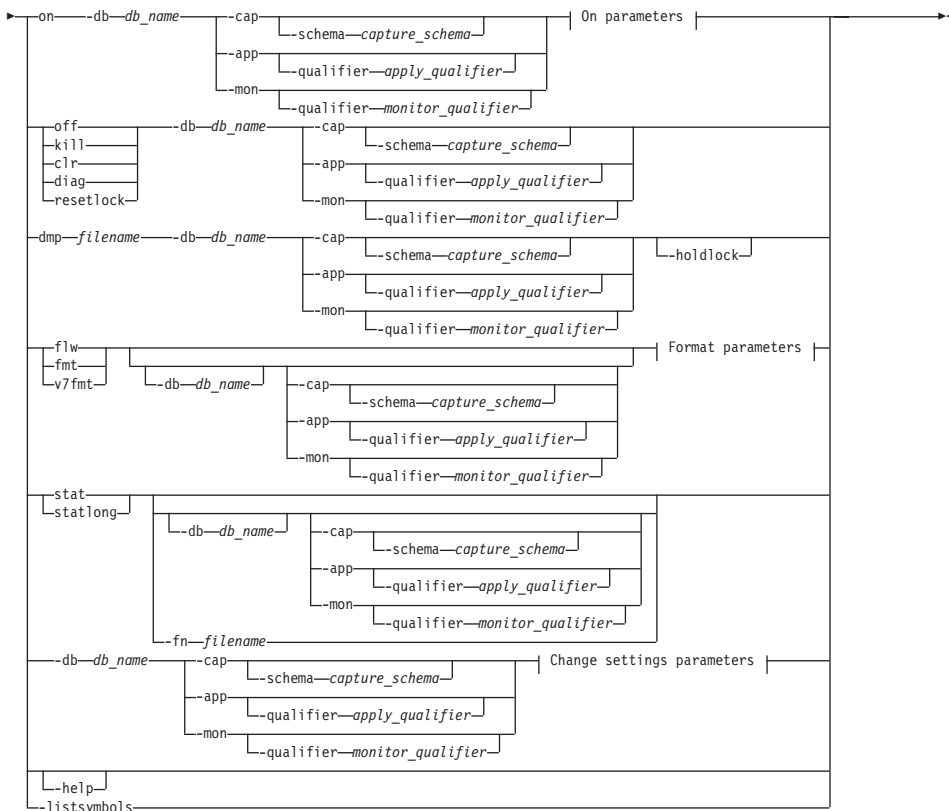 on -db db_name -cap On parameters
-schema capture_schema
-app
-qualifier apply_qualifier
-mon
-qualifier monitor_qualifier
off -db db_name -cap
kill -schema capture_schema
clr -app
diag -qualifier apply_qualifier
resetlock -mon
-qualifier monitor_qualifier
dmp filename -db db_name -cap
-schema capture_schema -holdlock
-app
-qualifier apply_qualifier
-mon
-qualifier monitor_qualifier
flw Format parameters
fmt
v7fmt -db db_name -cap
-schema capture_schema
-app
-qualifier apply_qualifier
-mon
-qualifier monitor_qualifier
stat
statlong
-db db_name -cap
-schema capture_schema
-app
-qualifier apply_qualifier
-mon
-qualifier monitor_qualifier
-fn filename
-db db_name -cap Change settings parameters
-schema capture_schema
-app
-qualifier apply_qualifier
-mon
-qualifier monitor_qualifier
-help
-listsymbols